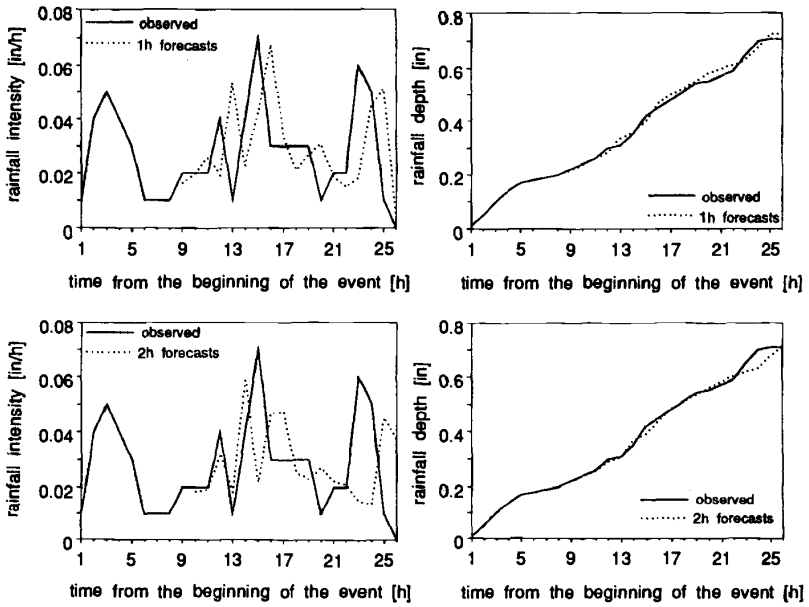 0.08
0.06
0.04
0.02
0
rainfall intensity [in/h]
observed
1h forecasts
1 5 9 13 17 21 25
time from the beginning of the event [h]
0.8
0.6
0.4
0.2
0
rainfall depth [in]
observed
1h forecasts
1 5 9 13 17 21 25
time from the beginning of the event [h]
0.08
0.06
0.04
0.02
0
rainfall intensity [in/h]
observed
2h forecasts
1 5 9 13 17 21 25
time from the beginning of the event [h]
0.8
0.6
0.4
0.2
0
rainfall depth [in]
observed
2h forecasts
1 5 9 13 17 21 25
time from the beginning of the event [h]